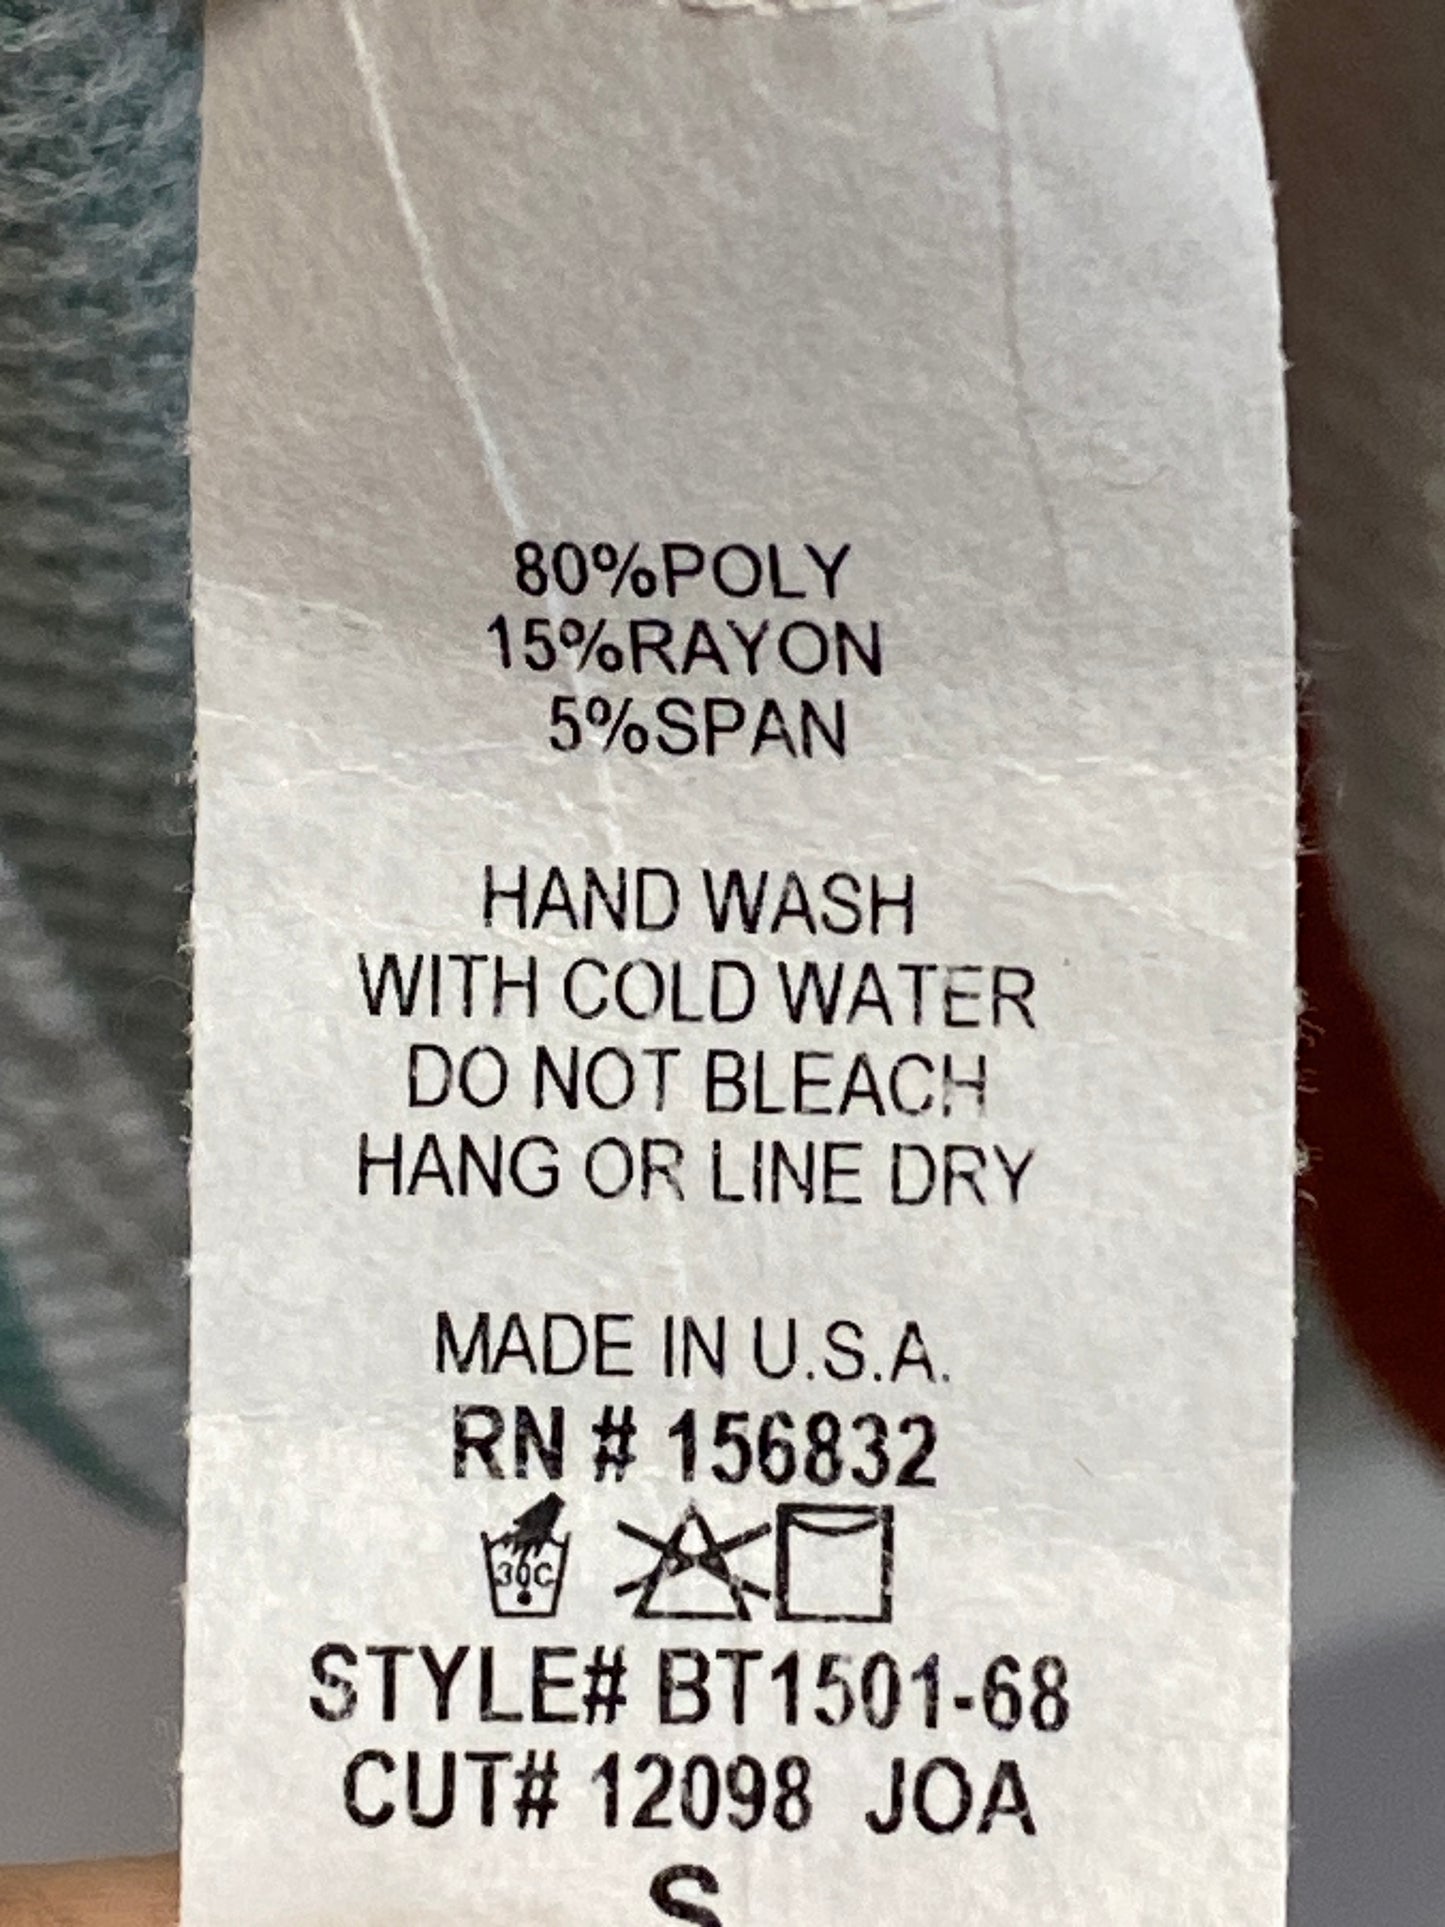 80%POLY
15%RAYON
5%SPAN
HAND WASH
WITH COLD WATER
DO NOT BLEACH
HANG OR LINE DRY
MADE IN U.S.A.
RN # 156832
30C
STYLE# BT1501-68
CUT# 12098 JOA
S